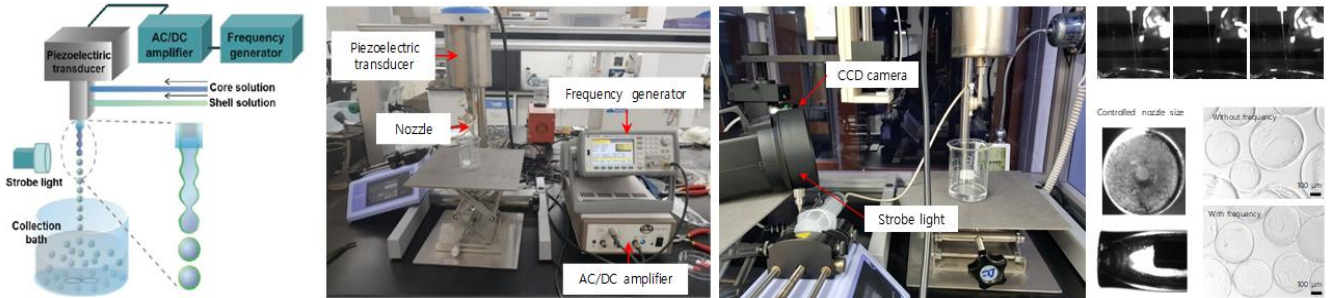 AC/DC
amplifier
Frequency
generator
Piezoelectric
transducer
Core solution
Shell solution
Strobe light
Collection
bath
Piezoelectric
transducer
Frequency generator
Nozzle
AC/DC amplifier
CCD camera
Strobe light
Controlled nozzle size
Without frequency
100 μm
With frequency
100 μm